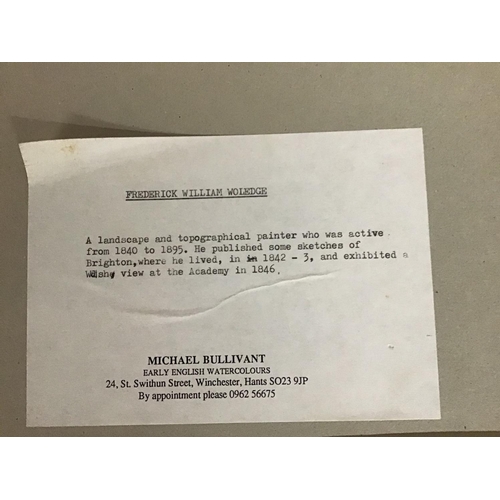 FREDERICK WILLIAM WOLEDGE
A landscape and topographical painter who was active
from 1840 to 1895. He published some sketches of
Brighton,where he lived, in in 1842 - 3, and exhibited a
Welsh view at the Academy in 1846.
MICHAEL BULLIVANT
EARLY ENGLISH WATERCOLOURS
24, St. Swithun Street, Winchester, Hants SO23 9JP
By appointment please 0962 56675